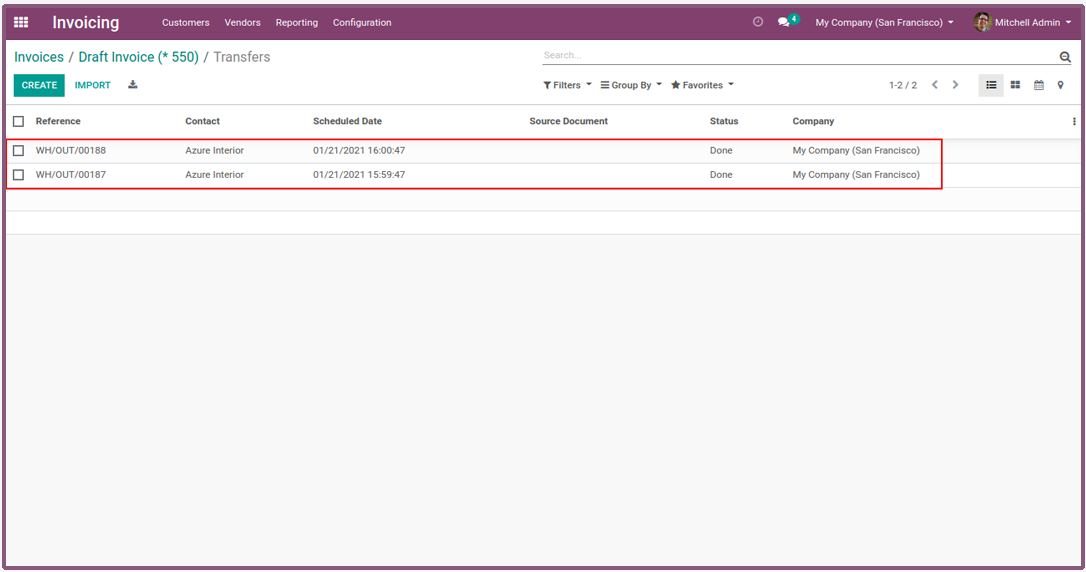 Invoicing Customers Vendors Reporting Configuration 4 My Company (San Francisco) Mitchell Admin
Invoices / Draft Invoice (* 550) / Transfers Search...
CREATE IMPORT Filters Group By Favorites 1-2 / 2
Reference Contact Scheduled Date Source Document Status Company
WH/OUT/00188 Azure Interior 01/21/2021 16:00:47 Done My Company (San Francisco)
WH/OUT/00187 Azure Interior 01/21/2021 15:59:47 Done My Company (San Francisco)